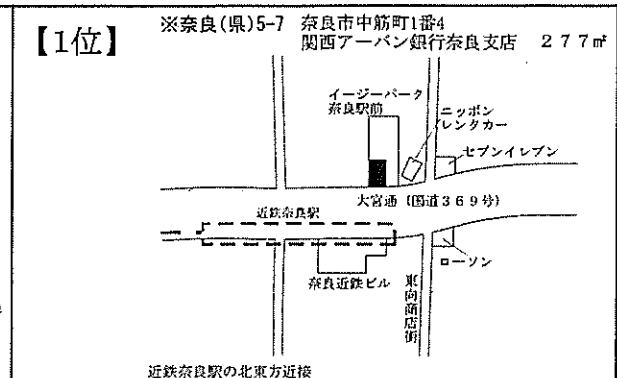 【1位】
※奈良(県)5-7 奈良市中筋町1番4
関西アーバン銀行奈良支店 277㎡
イージーパーク
奈良駅前
ニッポン
レンタカー
セブンイレブン
大宮通(国道369号)
近鉄奈良駅
ローソン
奈良近鉄ビル
東向商店街
近鉄奈良駅の北東方近接